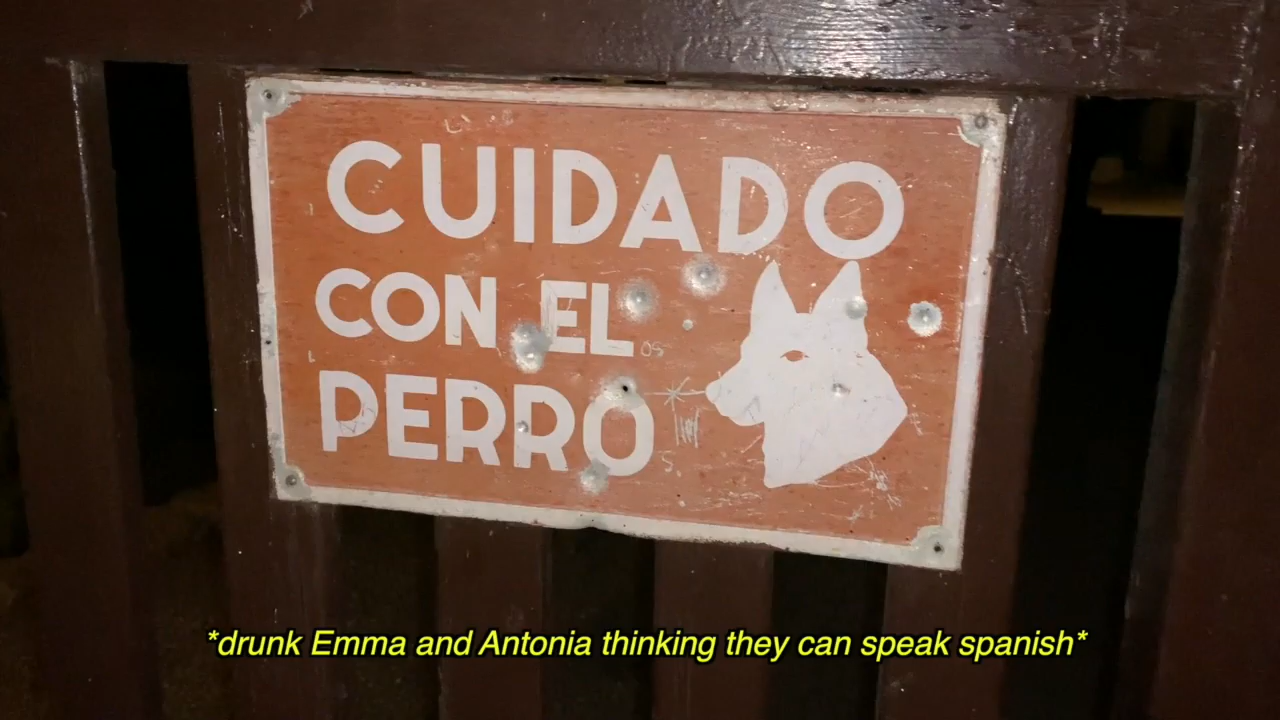 CUIDADO
CON EL
PERRO
*drunk Emma and Antonia thinking they can speak spanish*